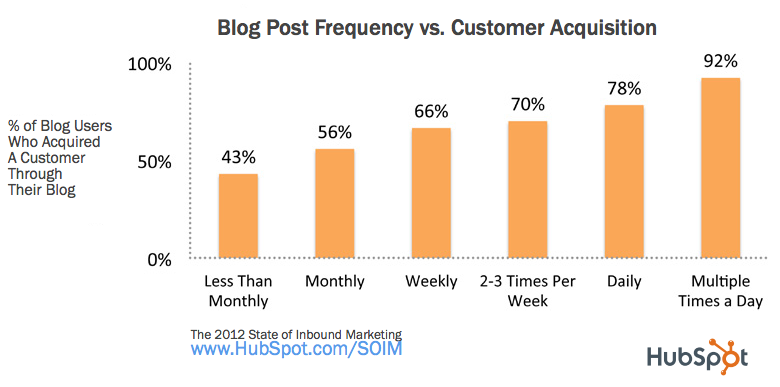 Blog Post Frequency vs. Customer Acquisition
100%
50%
0%
% of Blog Users
Who Acquired
A Customer
Through
Their Blog
43%
56%
66%
70%
78%
92%
Less Than
Monthly
Monthly
Weekly
2-3 Times Per
Week
Daily
Multiple
Times a Day
The 2012 State of Inbound Marketing
www.HubSpot.com/SOIM
HubSpot